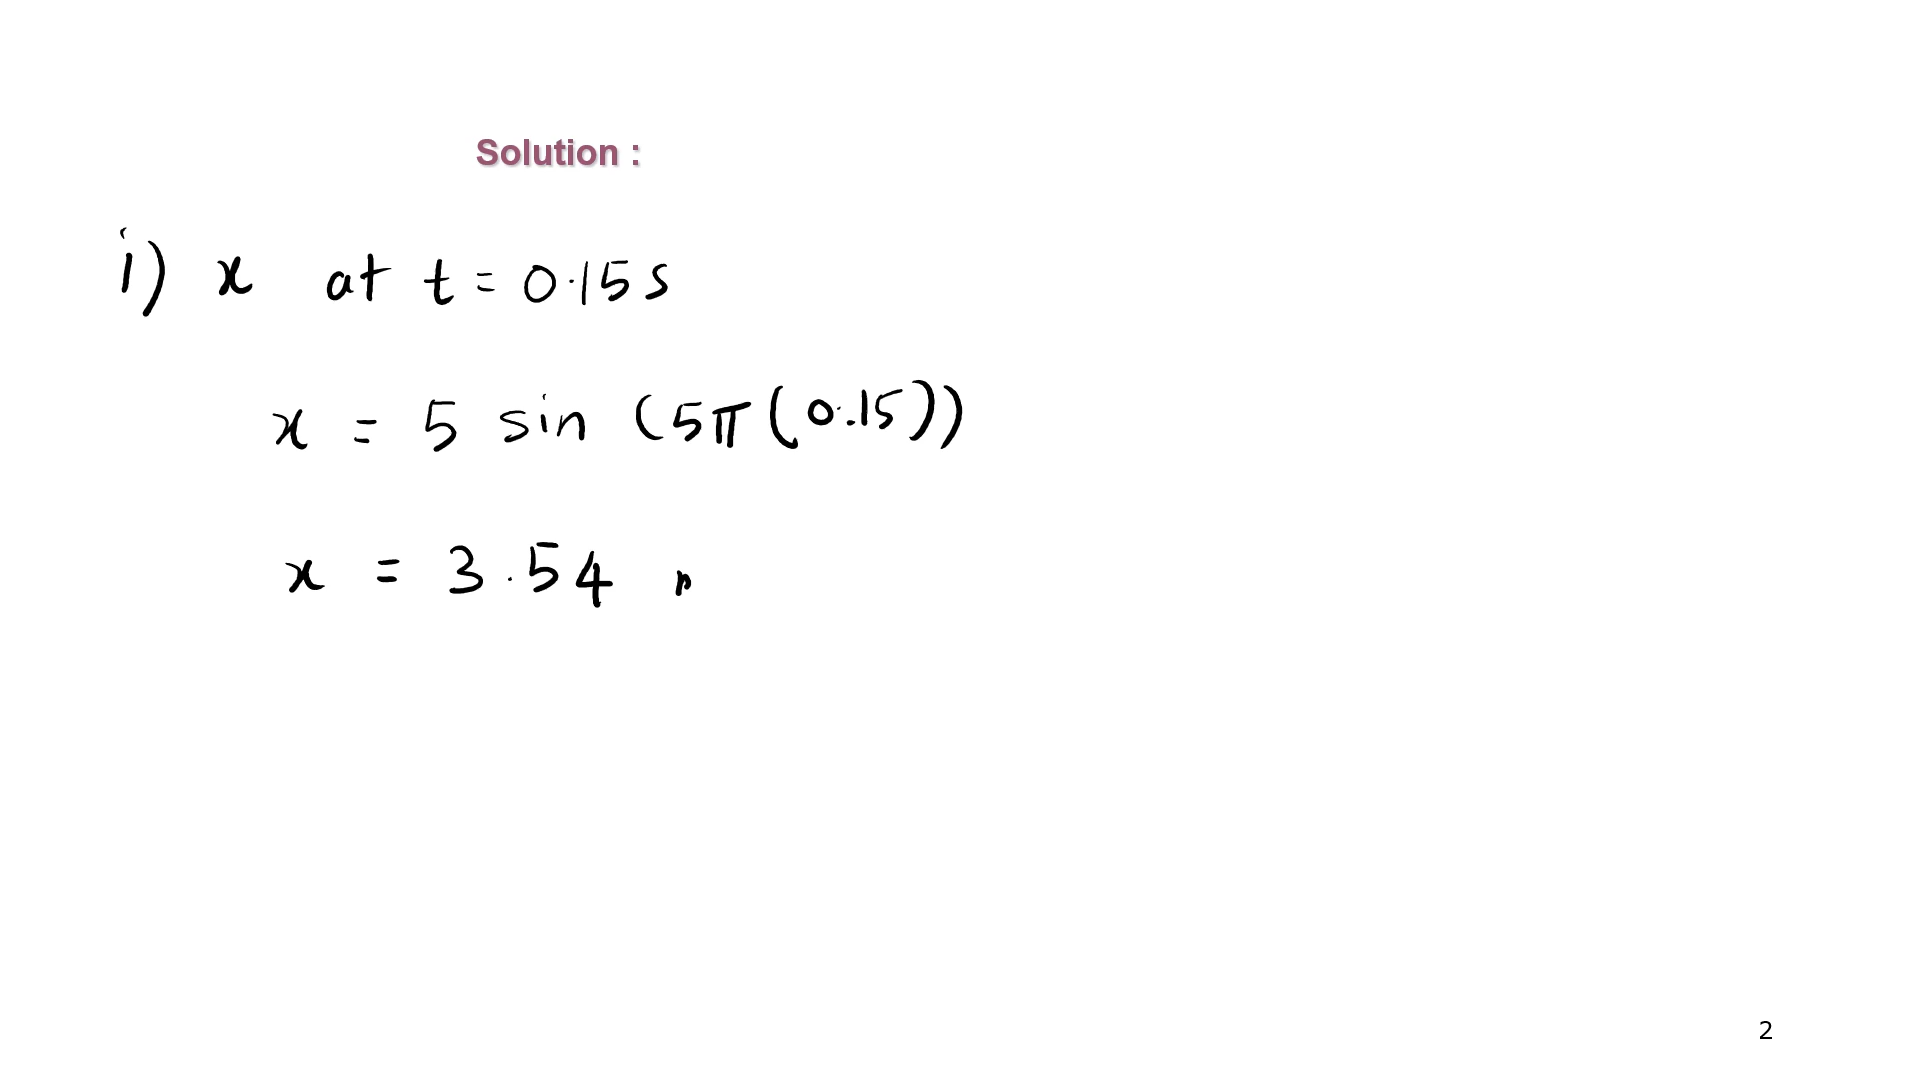 Solution :
i) x at t = 0.15 s
x = 5 sin (5π(0.15))
x = 3.54
2